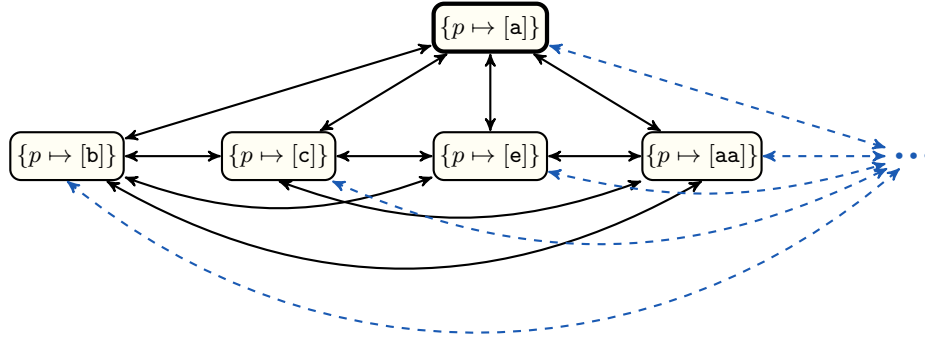 {p ↦ [a]}
{p ↦ [b]} {p ↦ [c]} {p ↦ [e]} {p ↦ [aa]} ··